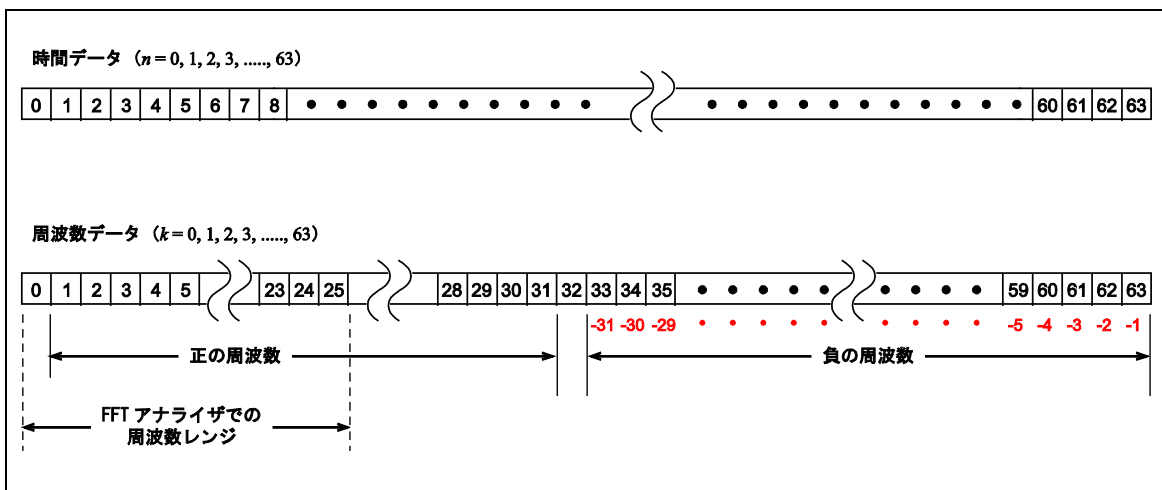 時間データ（n = 0, 1, 2, 3, ....., 63）
0 1 2 3 4 5 6 7 8 • • • • • • • • • • • • • • • • • • • • • 60 61 62 63
周波数データ（k = 0, 1, 2, 3, ....., 63）
0 1 2 3 4 5 23 24 25 28 29 30 31 32 33 34 35 • • • • • • • • • 59 60 61 62 63
-31 -30 -29 • • • • • • • • • -5 -4 -3 -2 -1
正の周波数 負の周波数
FFT アナライザでの
周波数レンジ